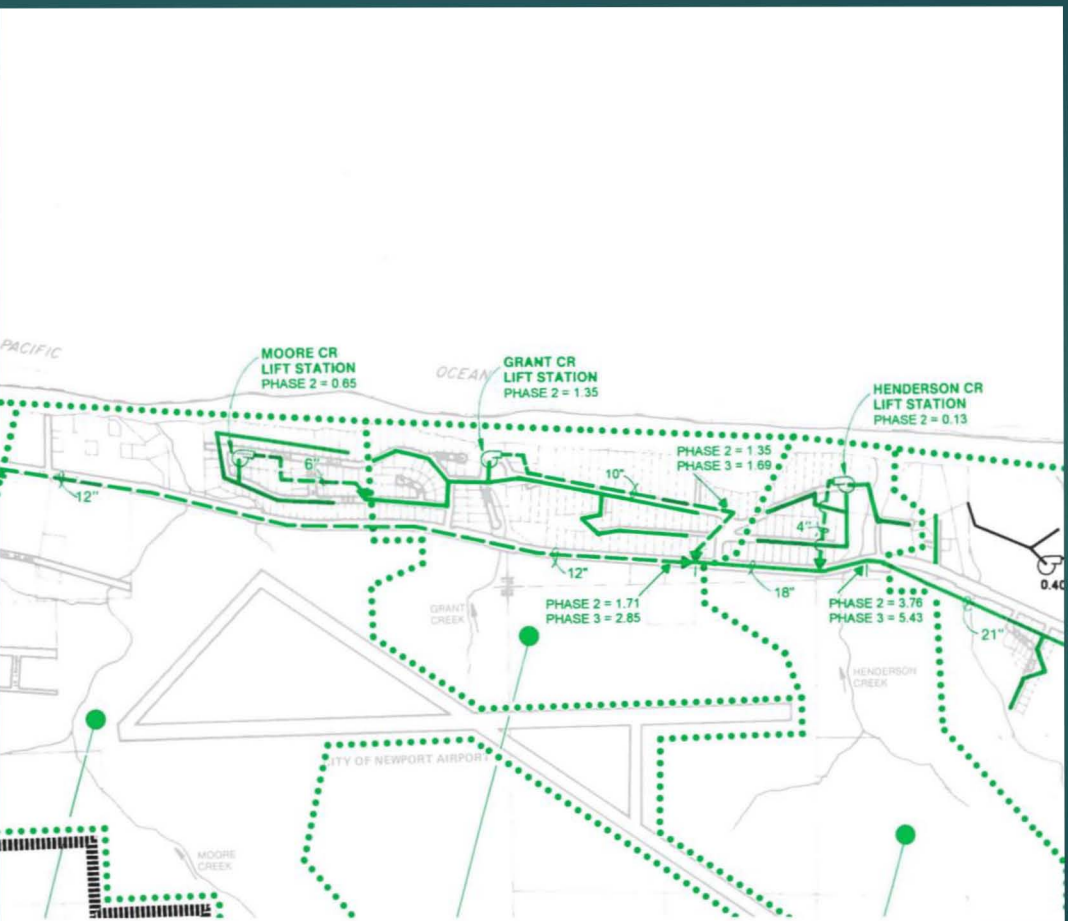 PACIFIC
OCEAN
MOORE CR
LIFT STATION
PHASE 2 = 0.65
GRANT CR
LIFT STATION
PHASE 2 = 1.35
HENDERSON CR
LIFT STATION
PHASE 2 = 0.13
PHASE 2 = 1.35
PHASE 3 = 1.69
6"
10"
12"
4"
12"
18"
PHASE 2 = 1.71
PHASE 3 = 2.85
PHASE 2 = 3.76
PHASE 3 = 5.43
21"
0.40
GRANT
CREEK
HENDERSON
CREEK
CITY OF NEWPORT AIRPORT
MOORE
CREEK